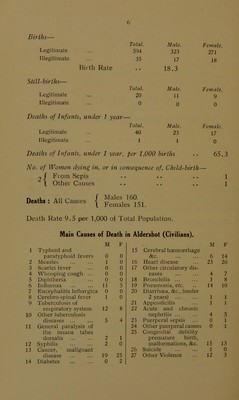 6
Births—
Total. Male. Female.
Legitimate ... 594 323 271
Illegitimate ... 35 17 18
Birth Rate .. 18.3
Still-births—
Total. Male. Female.
Legitimate ... 20 11 9
Illegitimate ... 0 0 0
Deaths of Infants, under 1 year—
Total. Male. Female.
Legitimate ... 40 23 17
Illegitimate ... 1 1 0
Deaths of Infants, under 1 year, per 1,000 births .. 65.3
No. of Women dying in, or in consequence of, Child-birth—
2 { From Sepsis .. .. .. .. 1
Other Causes .. .. .. .. 1
Deaths : All Causes { Males 160.
Females 151.
Death Rate 9.5 per 1,000 of Total Population.
Main Causes of Death in Aldershot (Civilians).
M F
1 Typhoid and
paratyphoid fevers 0 0
2 Measles ... 1 0
3 Scarlet fever ... 0 0
4 Whooping cough ... 0 0
5 Diphtheria ... 0 0
6 Influenza ... 11 5
7 Encephalitis lethargica 0 0
8 Cerebro-spinal fever 1 0
9 Tuberculosis of
respiratory system 12 8
10 Other tuberculosis
diseases ... 5 4
11 General paralysis of
the insane tabes
dorsalis ... 2 1
12 Syphilis ... 2 0
13 Cancer, malignant
disease ... 19 25
14 Diabetes ... 0 2
M F
15 Cerebral haemorrhage
&c. ... 6 14
16 Heart disease ... 23 26
17 Other circulatory dis-
eases ... 4 7
18 Bronchitis ... 3 8
19 Pneumonia, etc. ... 14 10
20 Diarrhoea, &c., (under
2 years) ... 1 1
21 Appendicitis ... 1 1
22 Acute and chronic
nephritis ... 4 5
23 Puerperal sepsis ... 0 1
24 Other puerperal causes 0 1
25 Congenital debility
premature birth,
malformations, &c. 15 13
26 Suicide ... 1 0
27 Other Violence ... 12 3